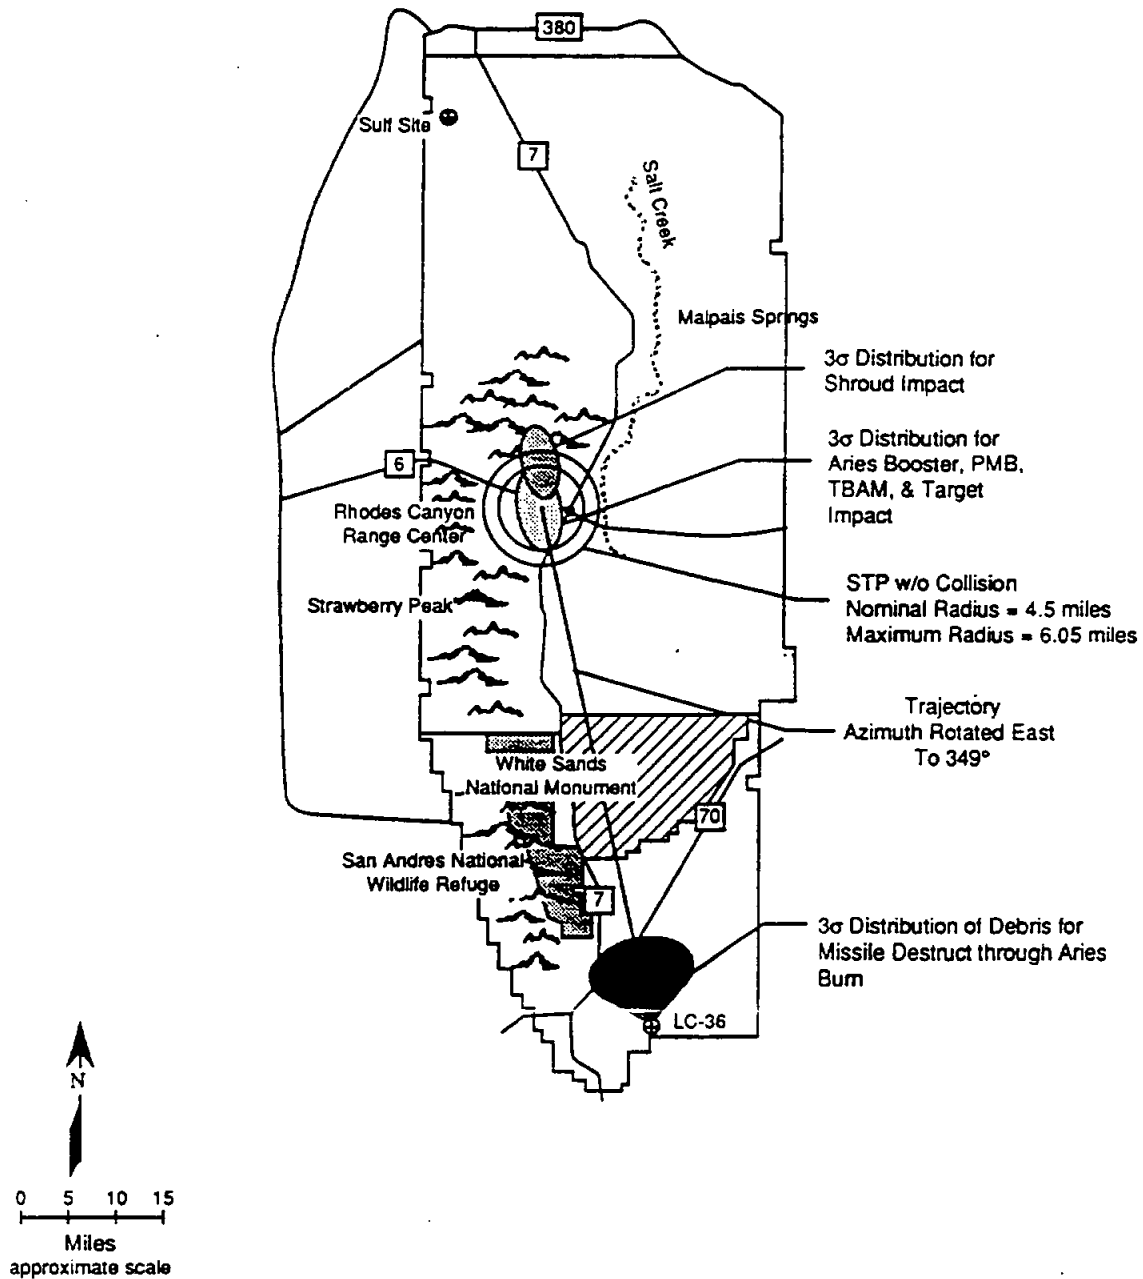 380
Sulf Site
7
Salt Creek
Malpais Springs
3σ Distribution for
Shroud Impact
3σ Distribution for
Aries Booster, PMB,
TBAM, & Target
Impact
6
Rhodes Canyon
Range Center
STP w/o Collision
Nominal Radius = 4.5 miles
Maximum Radius = 6.05 miles
Strawberry Peak
Trajectory
Azimuth Rotated East
To 349°
White Sands
National Monument
70
San Andres National
Wildlife Refuge
7
3σ Distribution of Debris for
Missile Destruct through Aries
Burn
LC-36
N
0 5 10 15
Miles
approximate scale